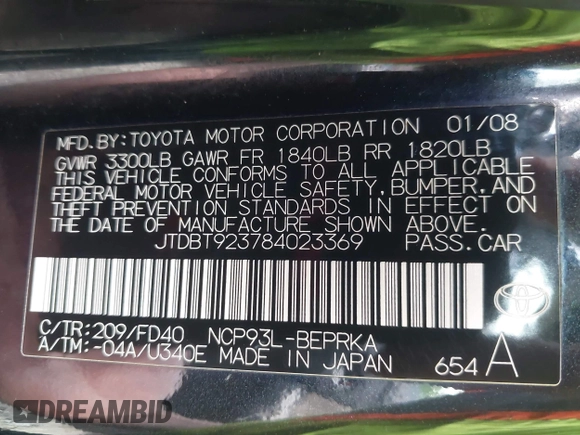 MFD. BY: TOYOTA MOTOR CORPORATION 01/08
GVWR 3300LB GAWR FR 1840LB RR 1820LB
THIS VEHICLE CONFORMS TO ALL APPLICABLE
FEDERAL MOTOR VEHICLE SAFETY, BUMPER, AND
THEFT PREVENTION STANDARDS IN EFFECT ON
THE DATE OF MANUFACTURE SHOWN ABOVE.
JTDBT923784023369 PASS. CAR
C/TR: 209/FD40 NCP93L-BEPRKA
A/TM: -04A/U340E MADE IN JAPAN 654 A
DREAMBID